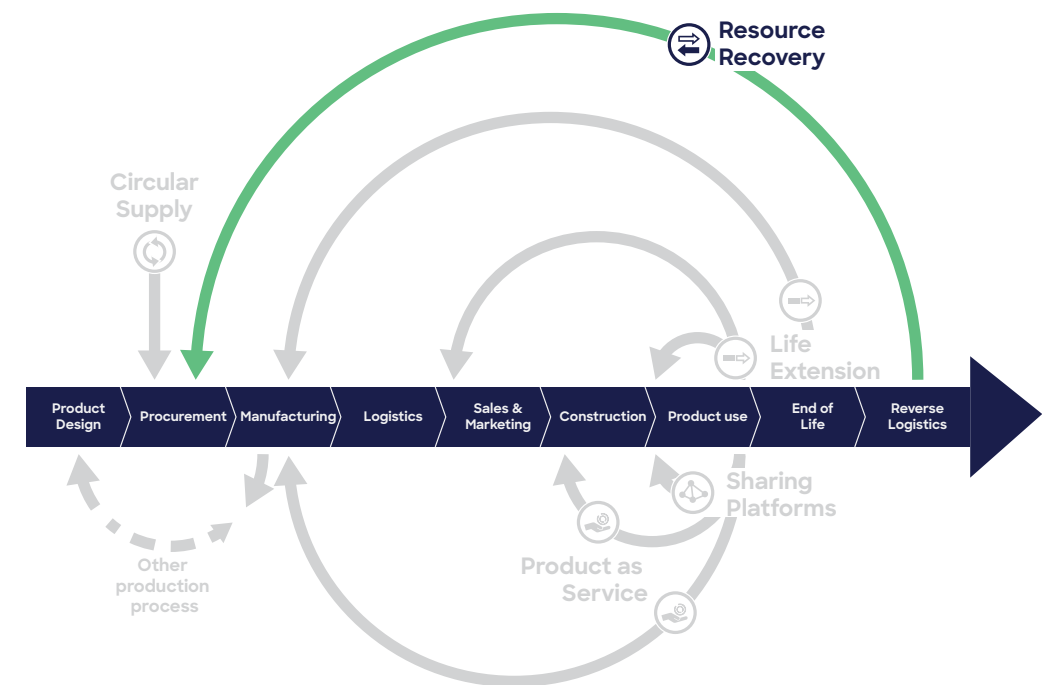 Resource
Recovery
Circular
Supply
Life
Extension
Product
Design
Procurement
Manufacturing
Logistics
Sales &
Marketing
Construction
Product use
End of
Life
Reverse
Logistics
Sharing
Platforms
Product as
Service
Other
production
process